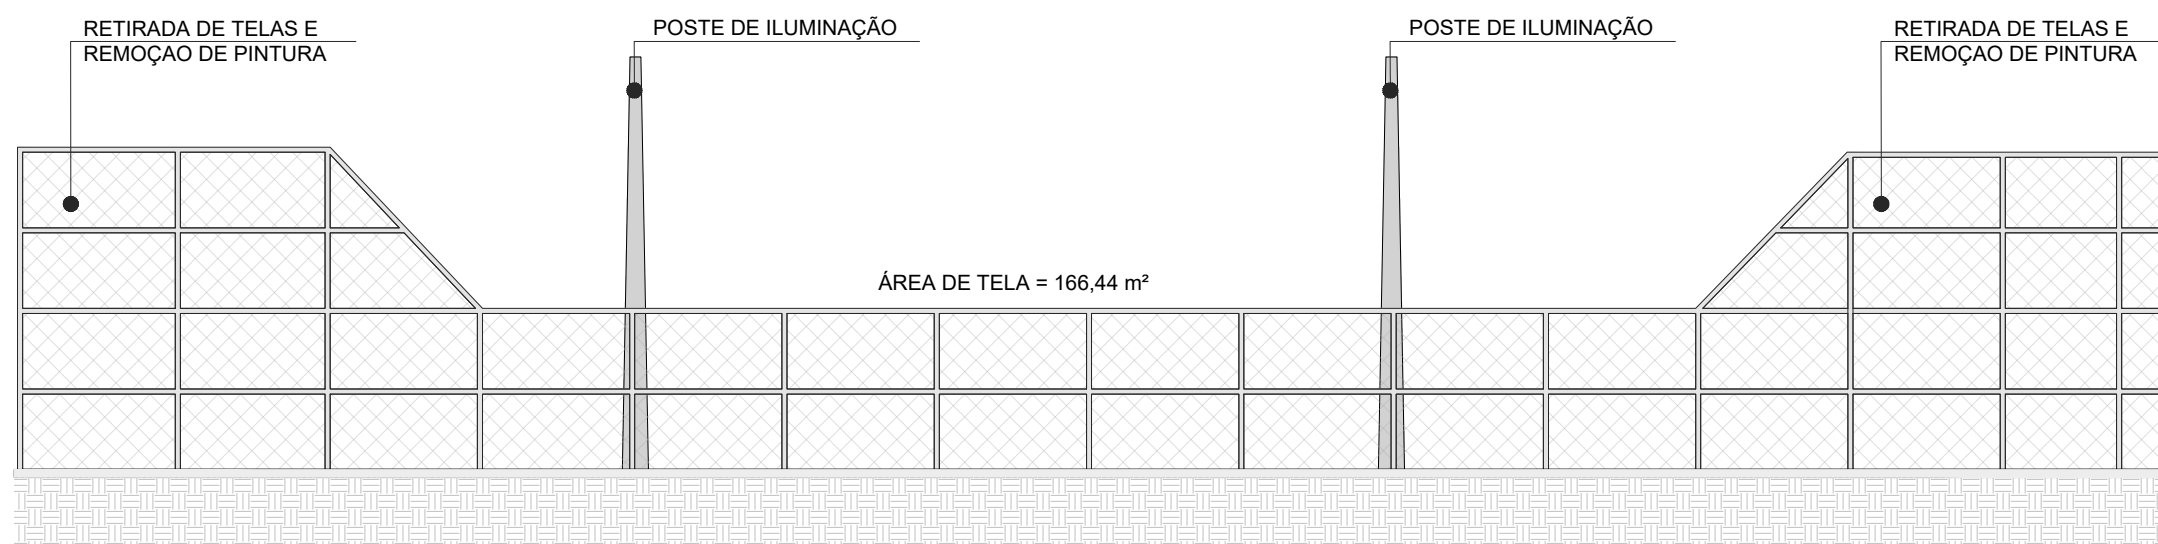 RETIRADA DE TELAS E
REMOÇAO DE PINTURA
POSTE DE ILUMINAÇÃO
POSTE DE ILUMINAÇÃO
RETIRADA DE TELAS E
REMOÇAO DE PINTURA
ÁREA DE TELA = 166,44 m²